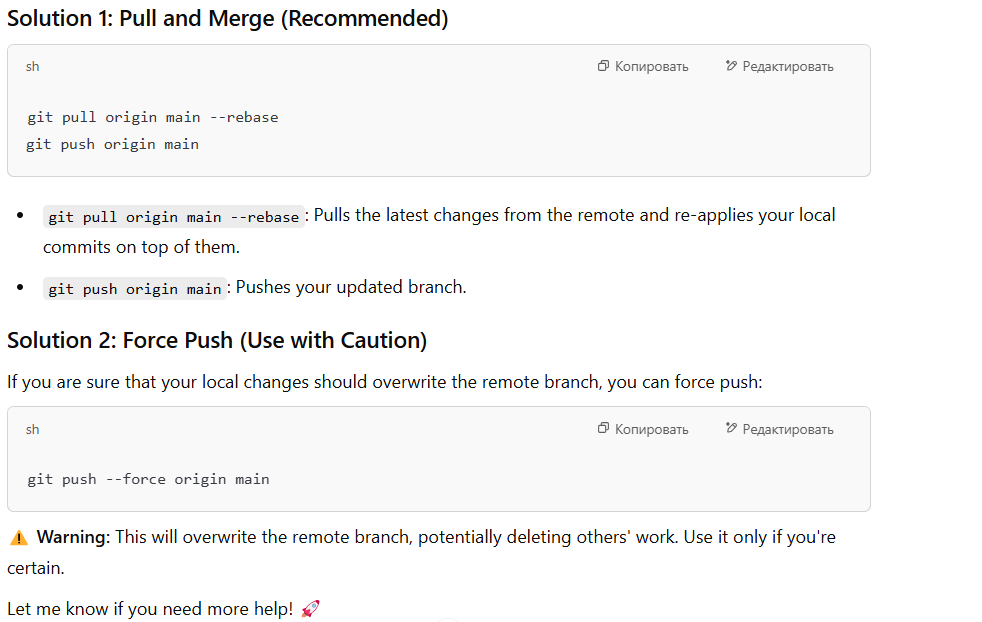 Solution 1: Pull and Merge (Recommended)
sh
Копировать
Редактировать
git pull origin main --rebase
git push origin main
git pull origin main --rebase: Pulls the latest changes from the remote and re-applies your local
commits on top of them.
git push origin main: Pushes your updated branch.
Solution 2: Force Push (Use with Caution)
If you are sure that your local changes should overwrite the remote branch, you can force push:
sh
Копировать
Редактировать
git push --force origin main
⚠️ Warning: This will overwrite the remote branch, potentially deleting others' work. Use it only if you're
certain.
Let me know if you need more help! 🚀